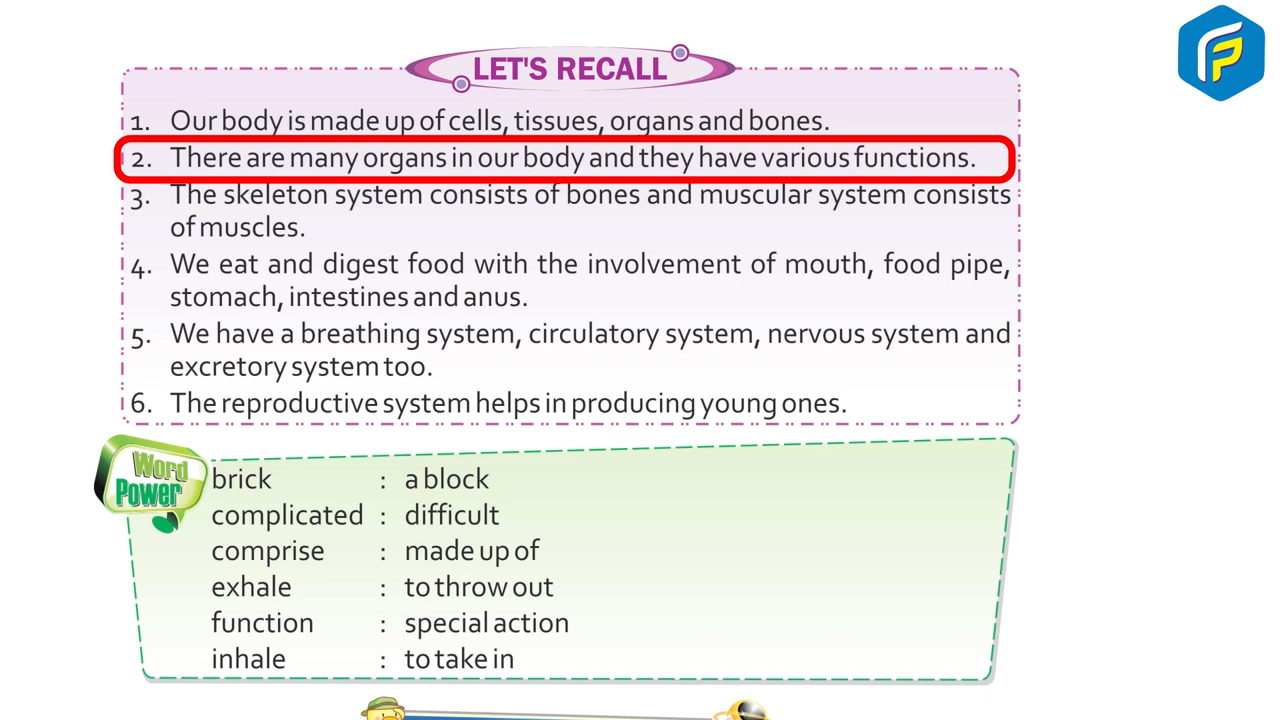 LET'S RECALL
1. Our body is made up of cells, tissues, organs and bones.
2. There are many organs in our body and they have various functions.
3. The skeleton system consists of bones and muscular system consists
of muscles.
4. We eat and digest food with the involvement of mouth, food pipe,
stomach, intestines and anus.
5. We have a breathing system, circulatory system, nervous system and
excretory system too.
6. The reproductive system helps in producing young ones.
Word
Power
brick : a block
complicated : difficult
comprise : made up of
exhale : to throw out
function : special action
inhale : to take in